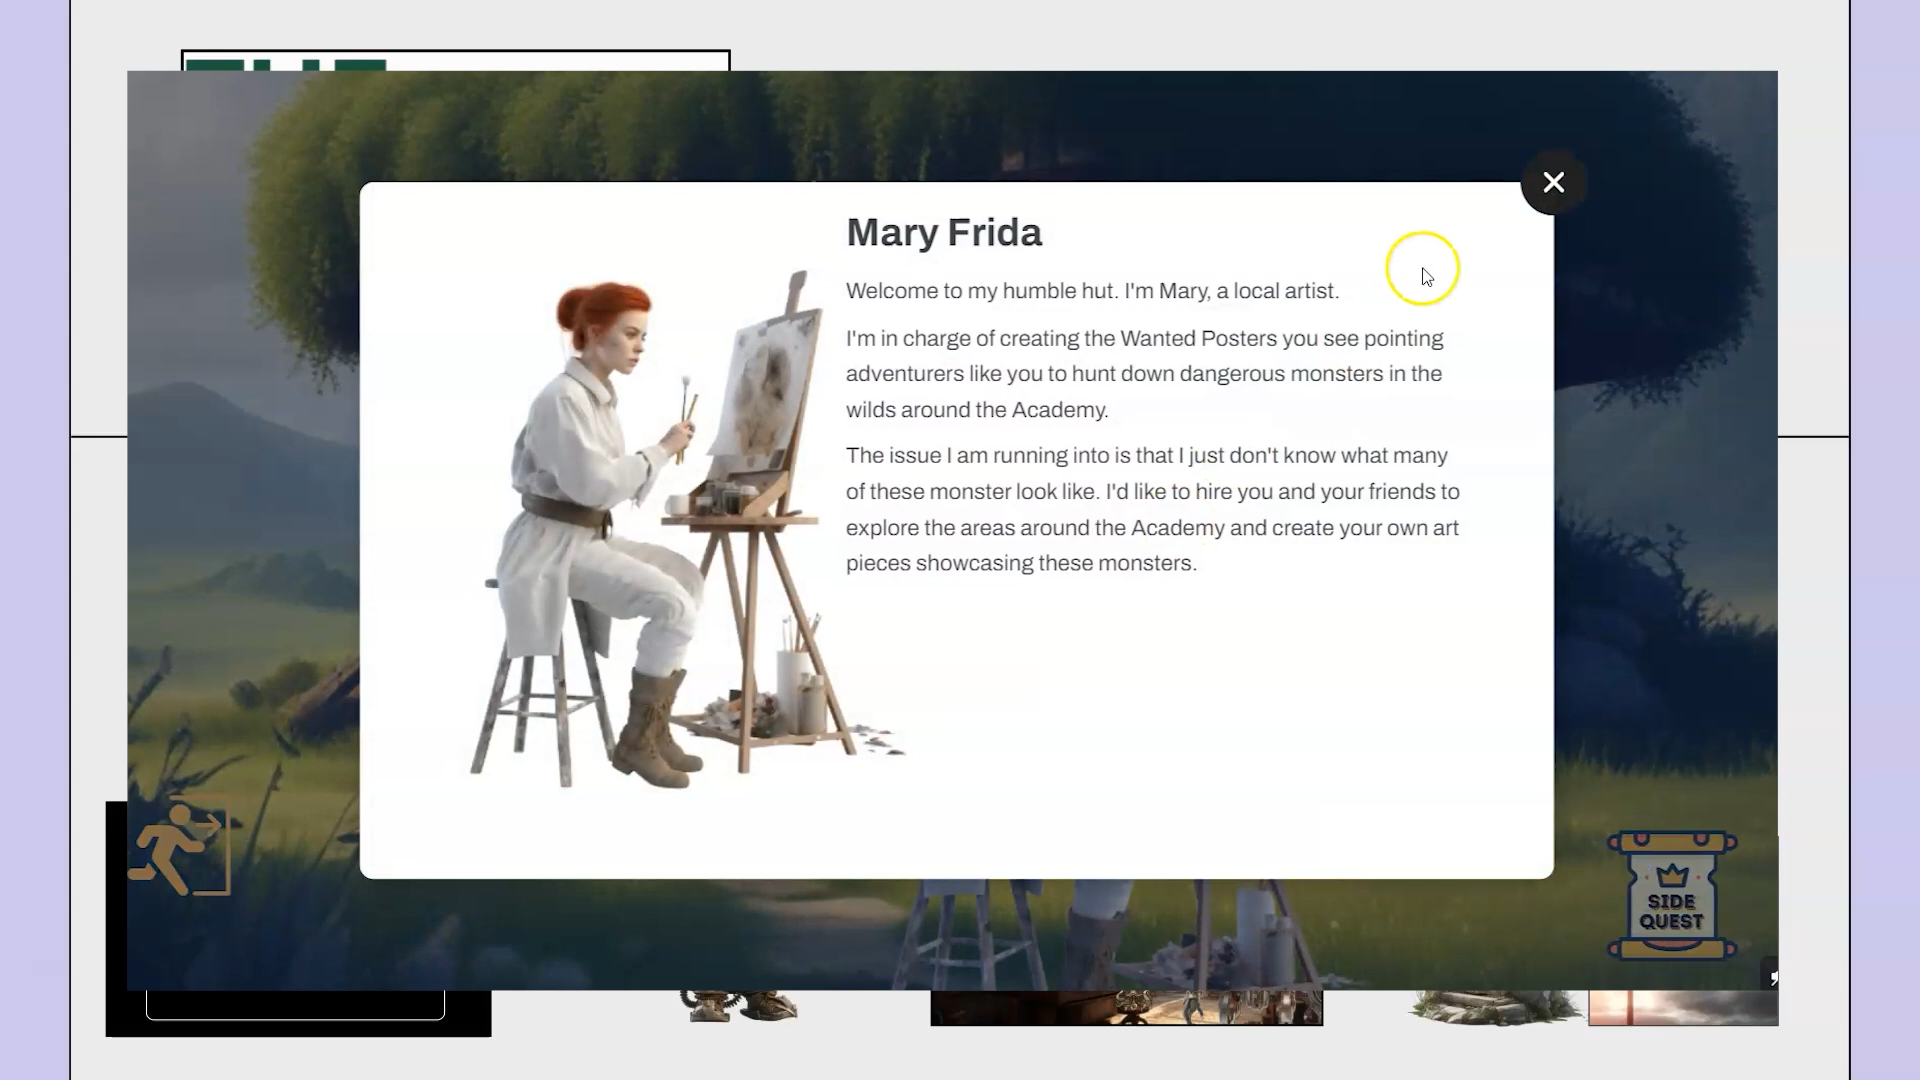 Mary Frida
Welcome to my humble hut. I'm Mary, a local artist.
I'm in charge of creating the Wanted Posters you see pointing
adventurers like you to hunt down dangerous monsters in the
wilds around the Academy.
The issue I am running into is that I just don't know what many
of these monster look like. I'd like to hire you and your friends to
explore the areas around the Academy and create your own art
pieces showcasing these monsters.
SIDE
QUEST